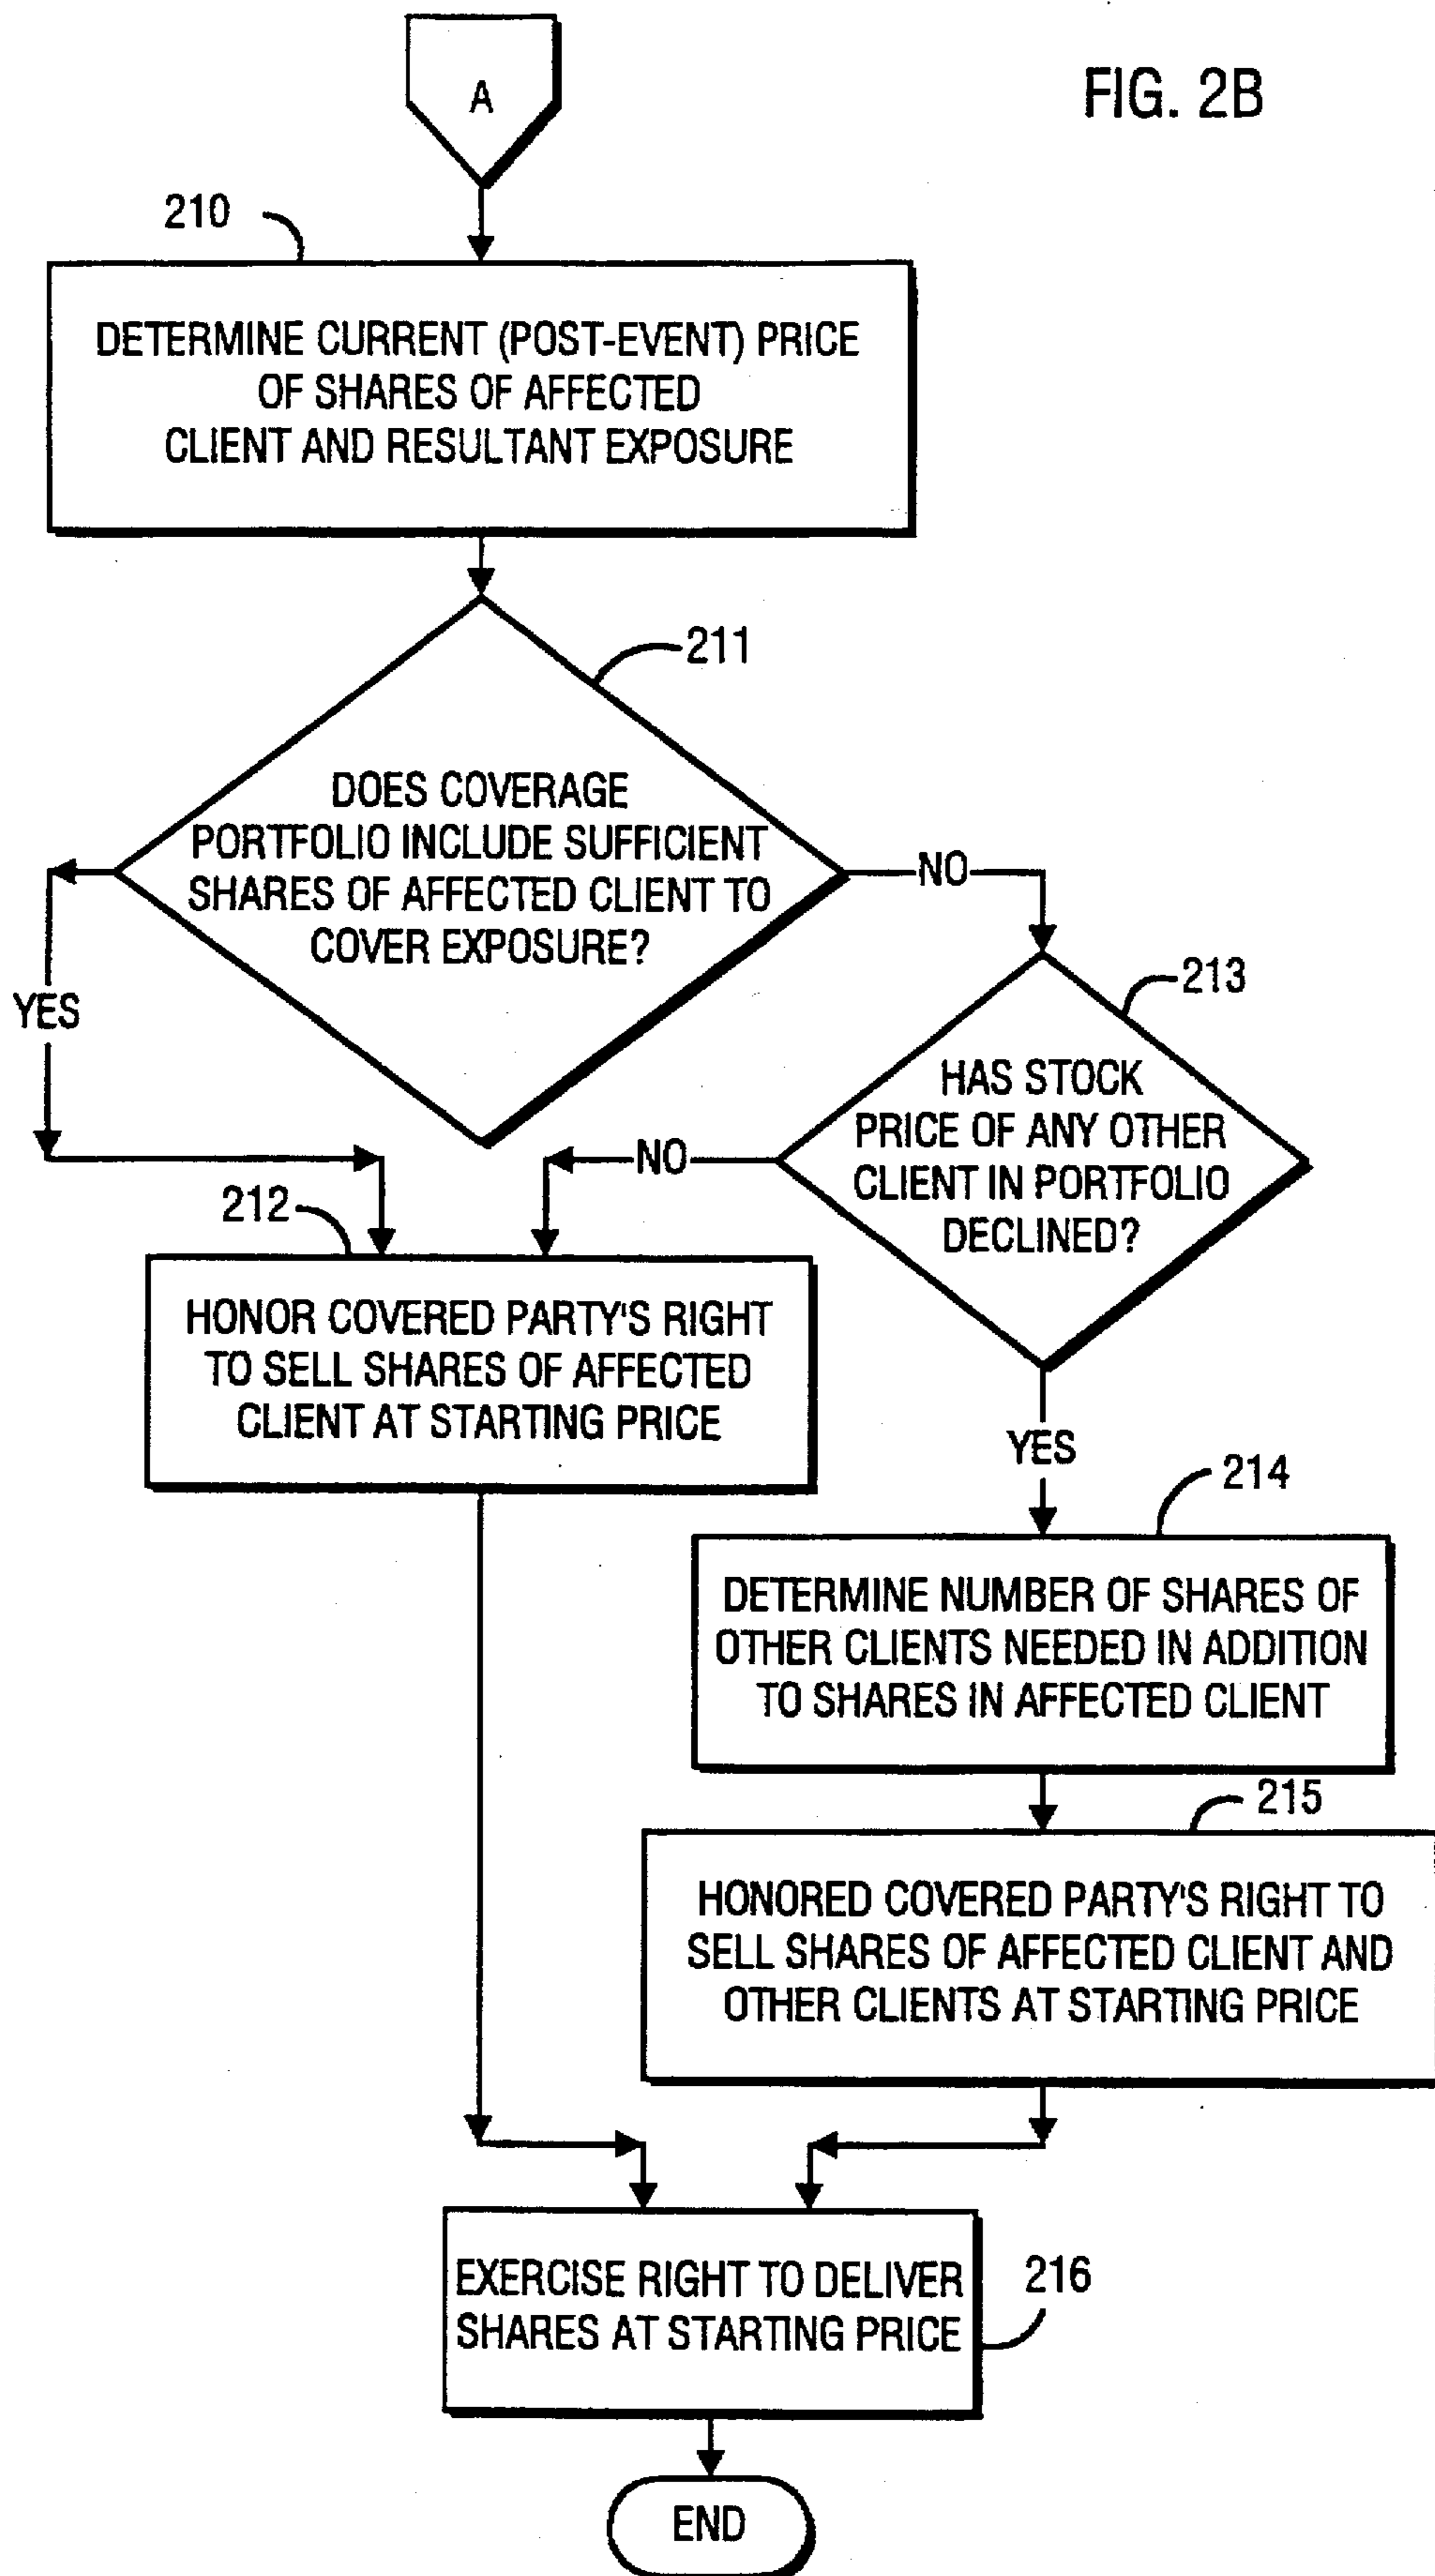 A
FIG. 2B
210
DETERMINE CURRENT (POST-EVENT) PRICE
OF SHARES OF AFFECTED
CLIENT AND RESULTANT EXPOSURE
211
DOES COVERAGE
PORTFOLIO INCLUDE SUFFICIENT
SHARES OF AFFECTED CLIENT TO
COVER EXPOSURE?
NO
YES
213
HAS STOCK
PRICE OF ANY OTHER
CLIENT IN PORTFOLIO
DECLINED?
NO
212
HONOR COVERED PARTY'S RIGHT
TO SELL SHARES OF AFFECTED
CLIENT AT STARTING PRICE
YES
214
DETERMINE NUMBER OF SHARES OF
OTHER CLIENTS NEEDED IN ADDITION
TO SHARES IN AFFECTED CLIENT
215
HONORED COVERED PARTY'S RIGHT TO
SELL SHARES OF AFFECTED CLIENT AND
OTHER CLIENTS AT STARTING PRICE
EXERCISE RIGHT TO DELIVER
SHARES AT STARTING PRICE
216
END